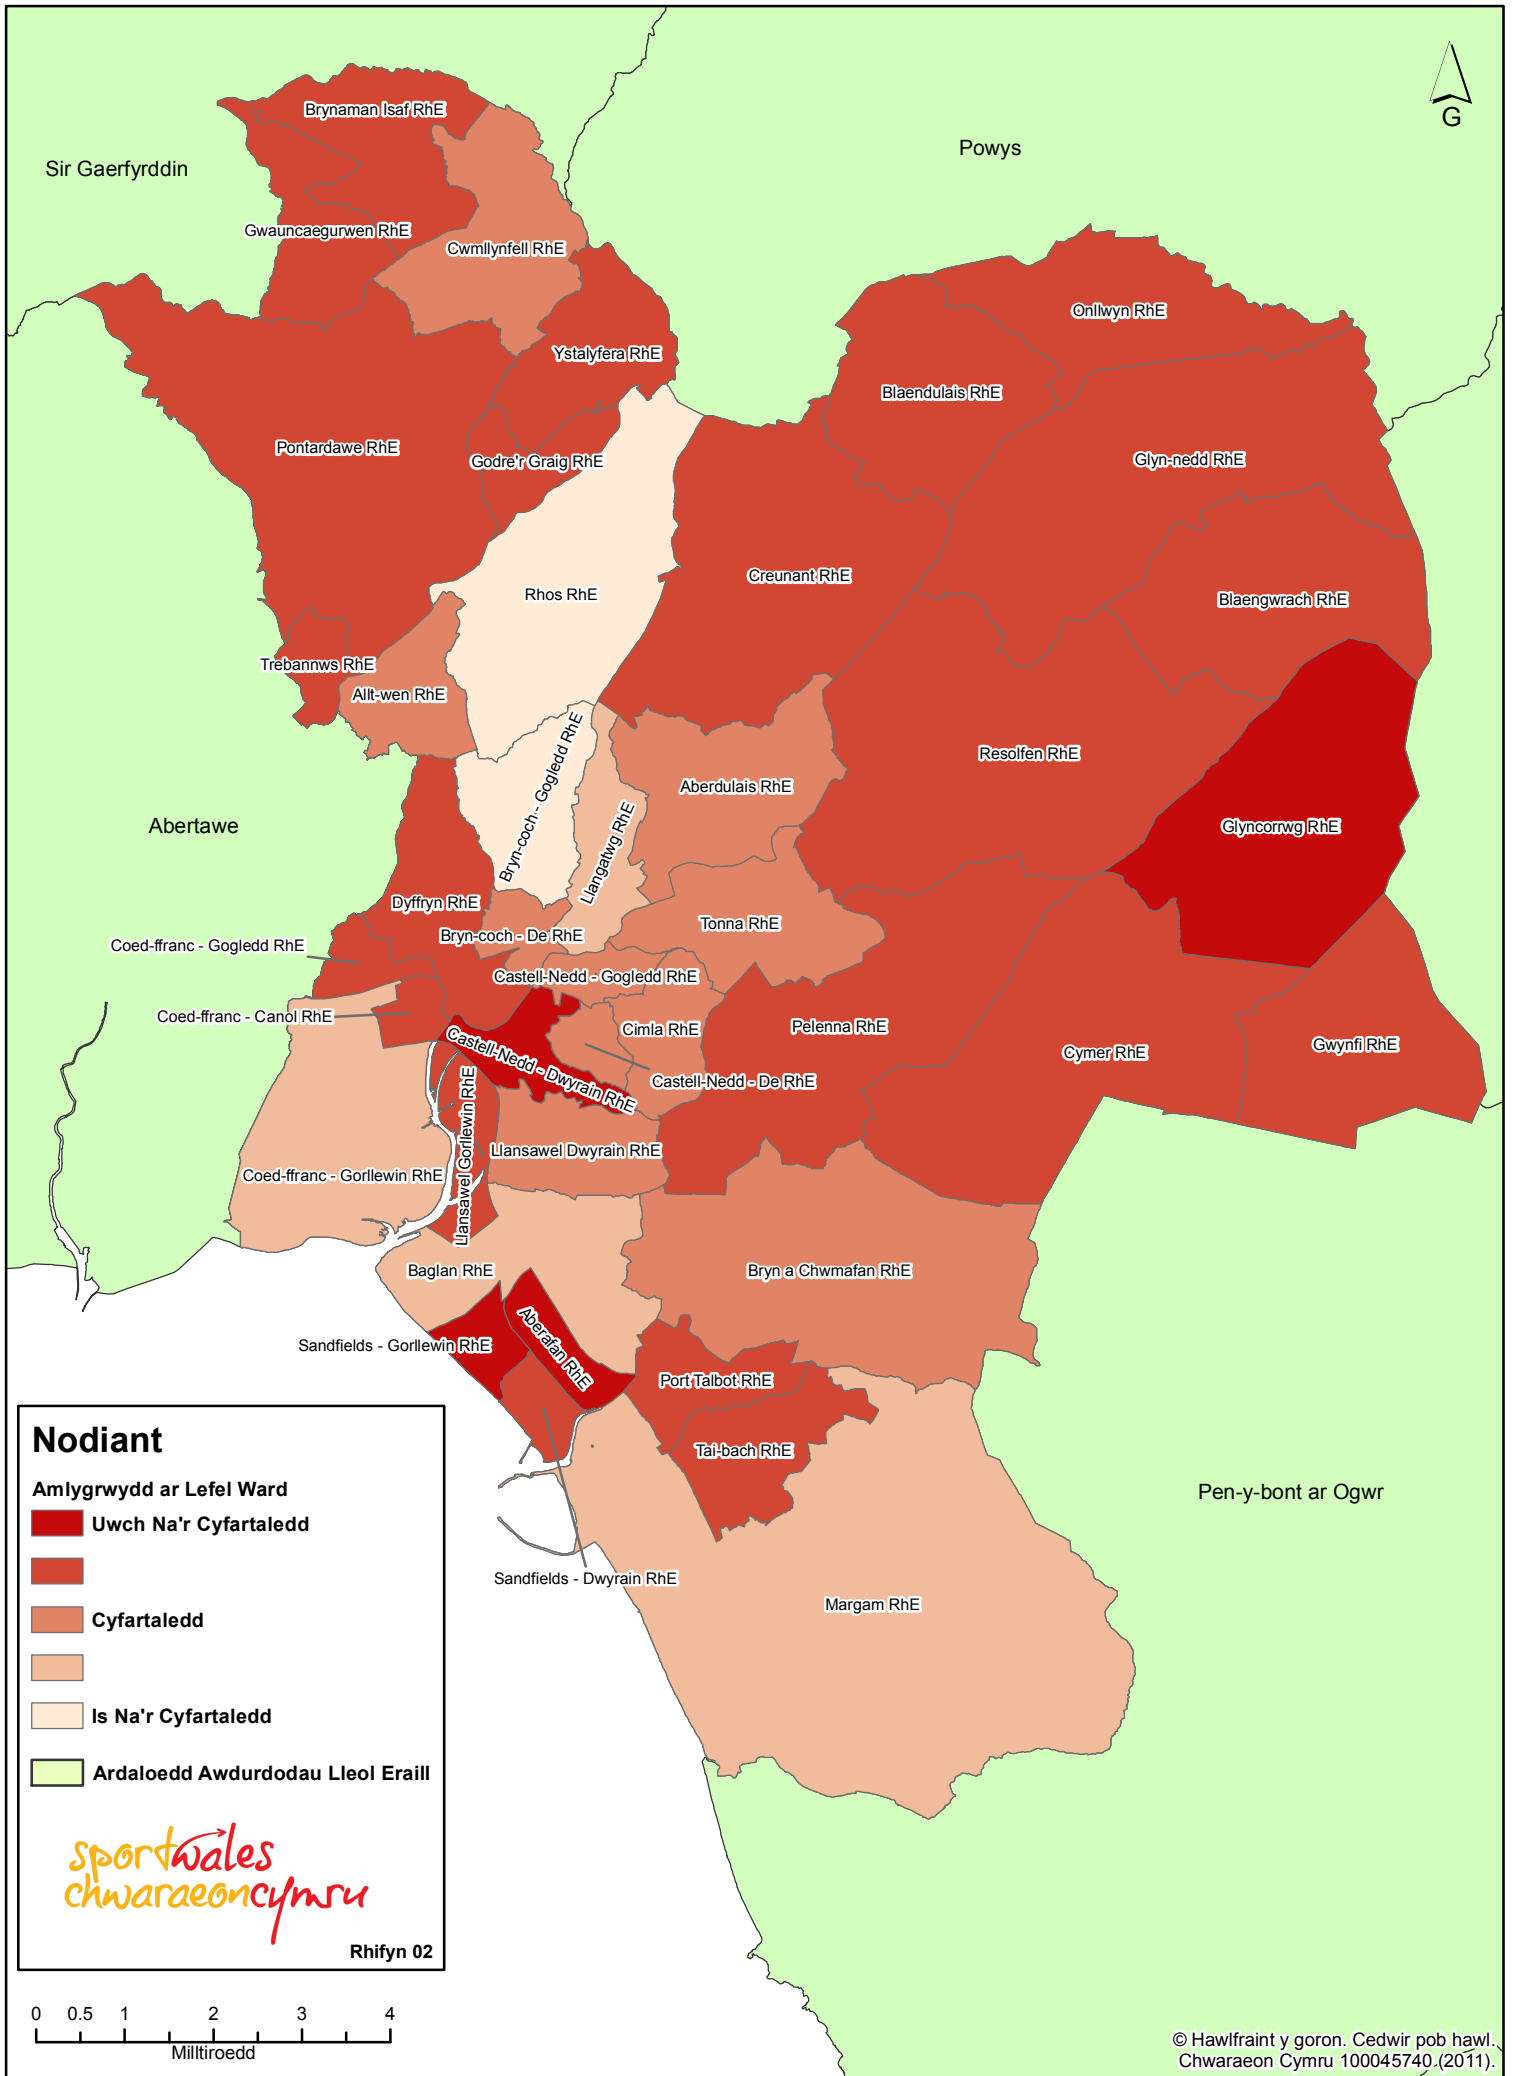 G
Powys
Sir Gaerfyrddin
Brynaman Isaf RhE
Gwauncaegurwen RhE
Cwmllynfell RhE
Onllwyn RhE
Ystalyfera RhE
Blaendulais RhE
Pontardawe RhE
Godre'r Graig RhE
Glyn-nedd RhE
Creunant RhE
Rhos RhE
Blaengwrach RhE
Trebannws RhE
Allt-wen RhE
Resolfen RhE
Bryn-coch - Gogledd RhE
Aberdulais RhE
Llangatwg RhE
Abertawe
Glyncorrwg RhE
Dyffryn RhE
Tonna RhE
Bryn-coch - De RhE
Coed-ffranc - Gogledd RhE
Castell-Nedd - Gogledd RhE
Coed-ffranc - Canol RhE
Cimla RhE
Pelenna RhE
Gwynfi RhE
Cymer RhE
Castell-Nedd - Dwyrain RhE
Castell-Nedd - De RhE
Llansawel Gorllewin RhE
Llansawel Dwyrain RhE
Coed-ffranc - Gorllewin RhE
Baglan RhE
Bryn a Chwmafan RhE
Sandfields - Gorllewin RhE
Aberafan RhE
Port Talbot RhE
Tai-bach RhE
Pen-y-bont ar Ogwr
Sandfields - Dwyrain RhE
Margam RhE
Nodiant
Amlygrwydd ar Lefel Ward
Uwch Na'r Cyfartaledd
Cyfartaledd
Is Na'r Cyfartaledd
Ardaloedd Awdurdodau Lleol Eraill
sportwales
chwaraeoncymru
Rhifyn 02
0 0.5 1 2 3 4
Milltiroedd
© Hawlfraint y goron. Cedwir pob hawl.
Chwaraeon Cymru 100045740 (2011).